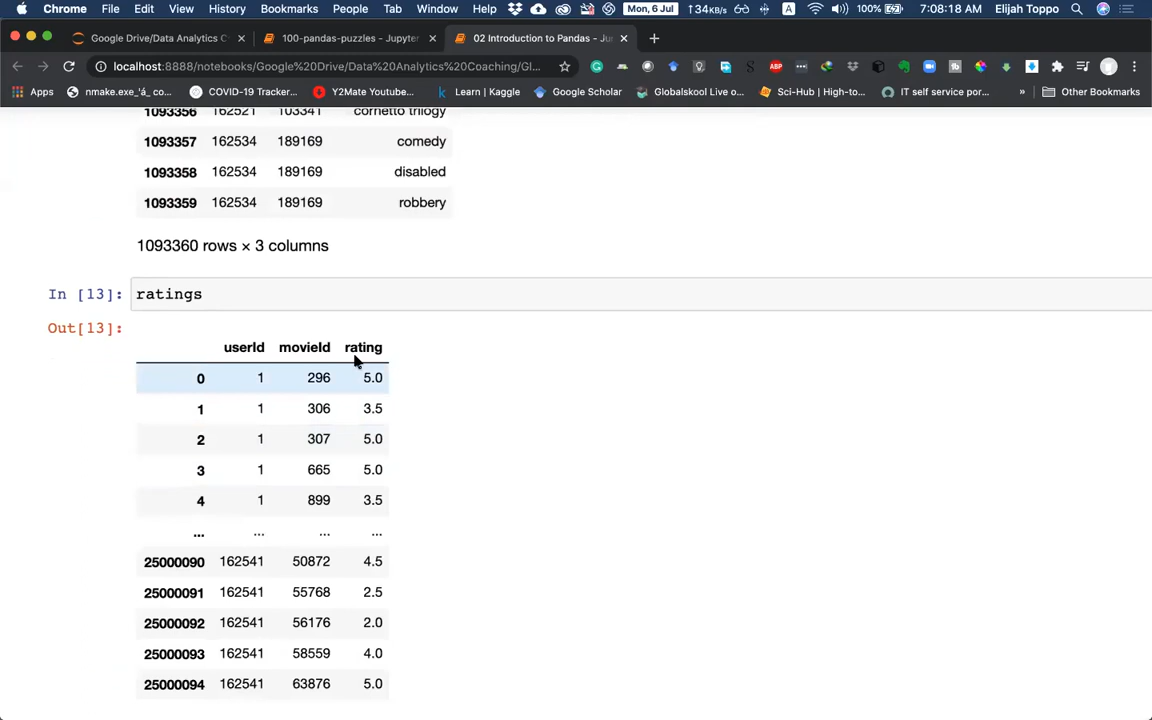 Chrome File Edit View History Bookmarks People Tab Window Help 34KB/s Mon, 6 Jul 1 A 100% 7:08:18 AM Elijah Toppo
Google Drive/Data Analytics C 100-pandas-puzzles - Jupyter 02 Introduction to Pandas - Ju
localhost:8888/notebooks/Google%20Drive/Data%20Analytics%20Coaching/Gl...
Apps nmake.exe_'á_ co... COVID-19 Tracker... Y2Mate Youtube... Learn | Kaggle Google Scholar Globalskool Live o... Sci-Hub | High-to... IT self service por... » Other Bookmarks
1093356 162521 103341 cornetto trilogy
1093357 162534 189169 comedy
1093358 162534 189169 disabled
1093359 162534 189169 robbery
1093360 rows × 3 columns
In [13]: ratings
Out[13]:
userId movieId rating
0 1 296 5.0
1 1 306 3.5
2 1 307 5.0
3 1 665 5.0
4 1 899 3.5
... ... ... ...
25000090 162541 50872 4.5
25000091 162541 55768 2.5
25000092 162541 56176 2.0
25000093 162541 58559 4.0
25000094 162541 63876 5.0